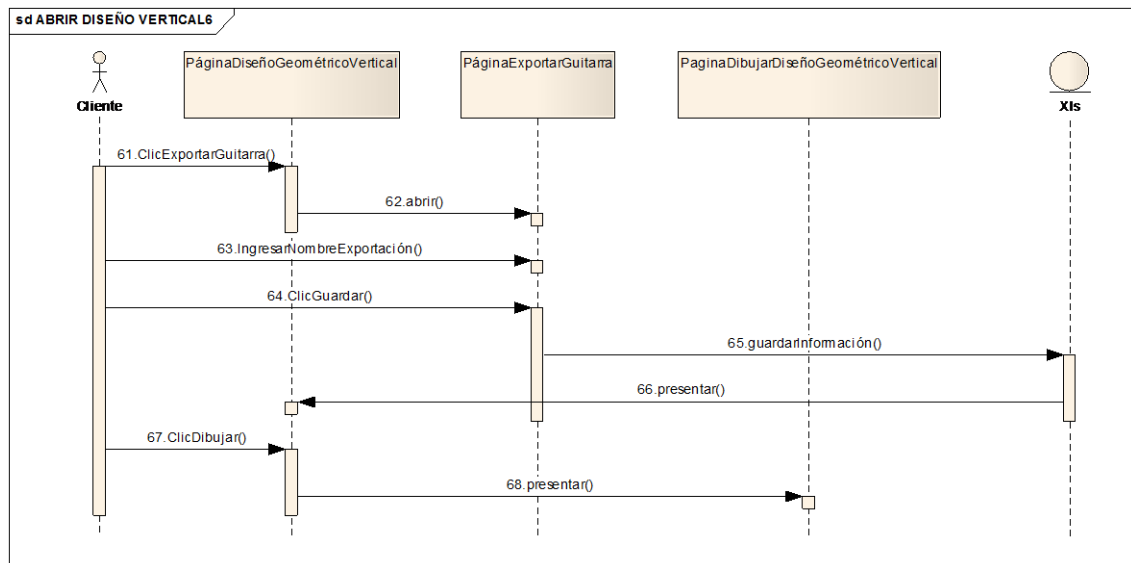 sd ABRIR DISEÑO VERTICAL6
PáginaDiseñoGeométricoVertical
PáginaExportarGuitarra
PaginaDibujarDiseñoGeométricoVertical
Cliente
Xls
61.ClicExportarGuitarra()
62.abrir()
63.IngresarNombreExportación()
64.ClicGuardar()
65.guardarInformación()
66.presentar()
67.ClicDibujar()
68.presentar()